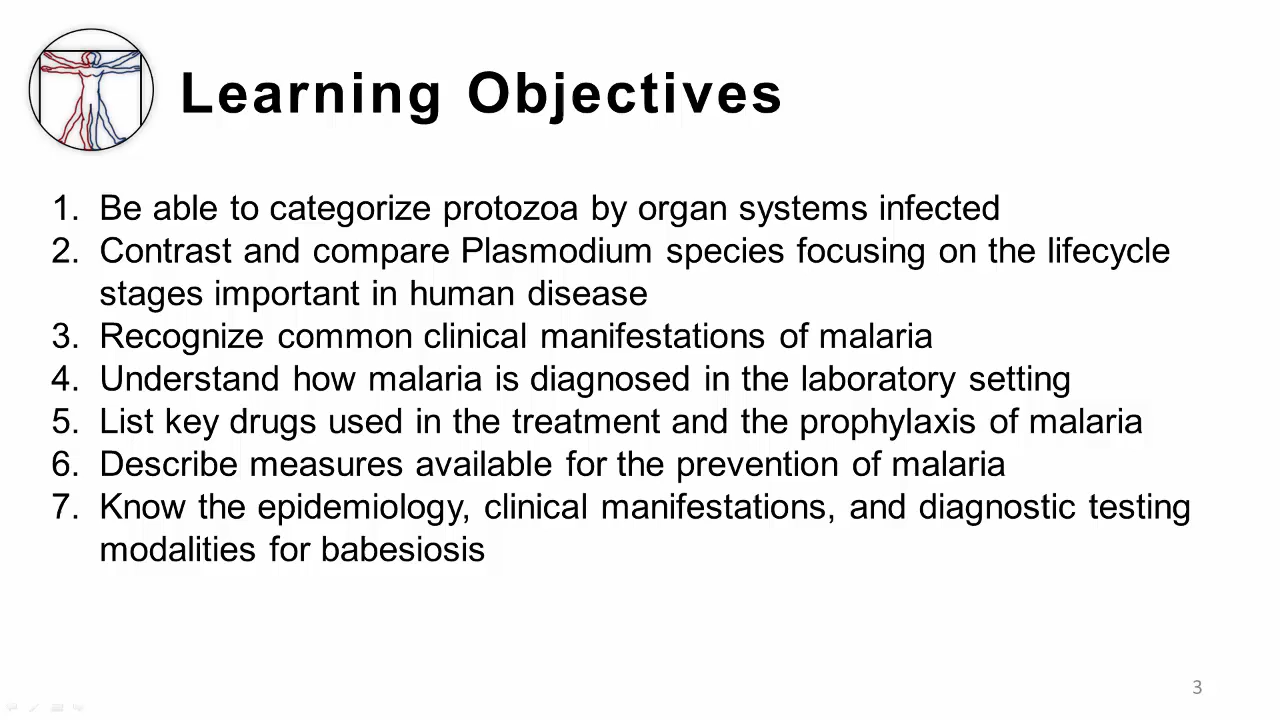 Learning Objectives
1. Be able to categorize protozoa by organ systems infected
2. Contrast and compare Plasmodium species focusing on the lifecycle
stages important in human disease
3. Recognize common clinical manifestations of malaria
4. Understand how malaria is diagnosed in the laboratory setting
5. List key drugs used in the treatment and the prophylaxis of malaria
6. Describe measures available for the prevention of malaria
7. Know the epidemiology, clinical manifestations, and diagnostic testing
modalities for babesiosis
3